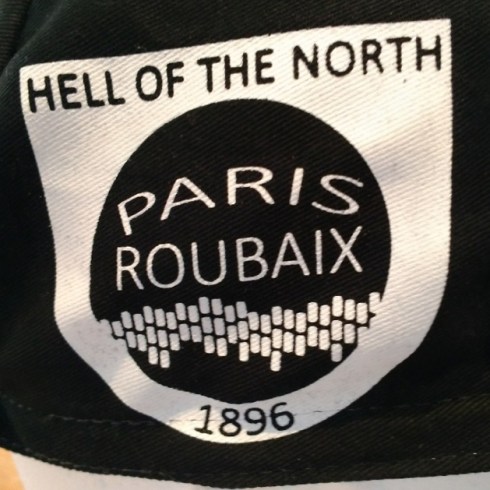 HELL OF THE NORTH
PARIS
ROUBAIX
1896